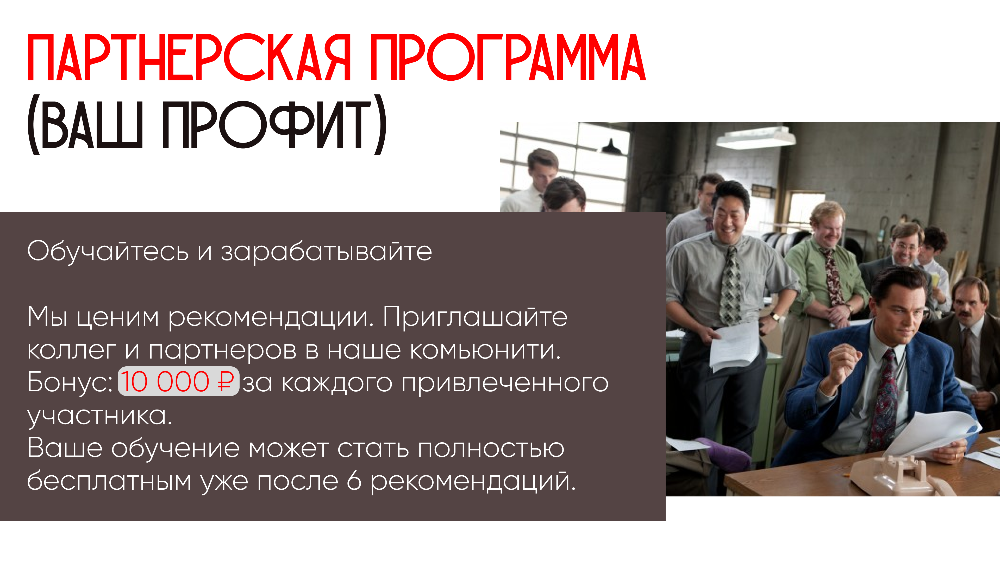 ПАРТНЕРСКАЯ ПРОГРАММА
(ВАШ ПРОФИТ)
Обучайтесь и зарабатывайте
Мы ценим рекомендации. Приглашайте
коллег и партнеров в наше комьюнити.
Бонус: 10 000 ₽ за каждого привлеченного
участника.
Ваше обучение может стать полностью
бесплатным уже после 6 рекомендаций.